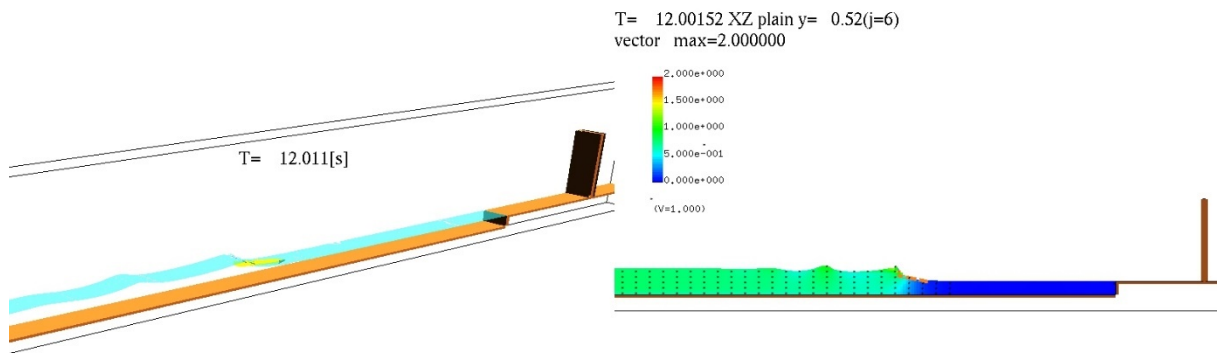 T= 12.011[s]
T= 12.00152 XZ plain y= 0.52(j=6)
vector max=2.000000
2.000e+000
1.500e+000
1.000e+000
5.000e-001
0.000e+000
(V=1.000)